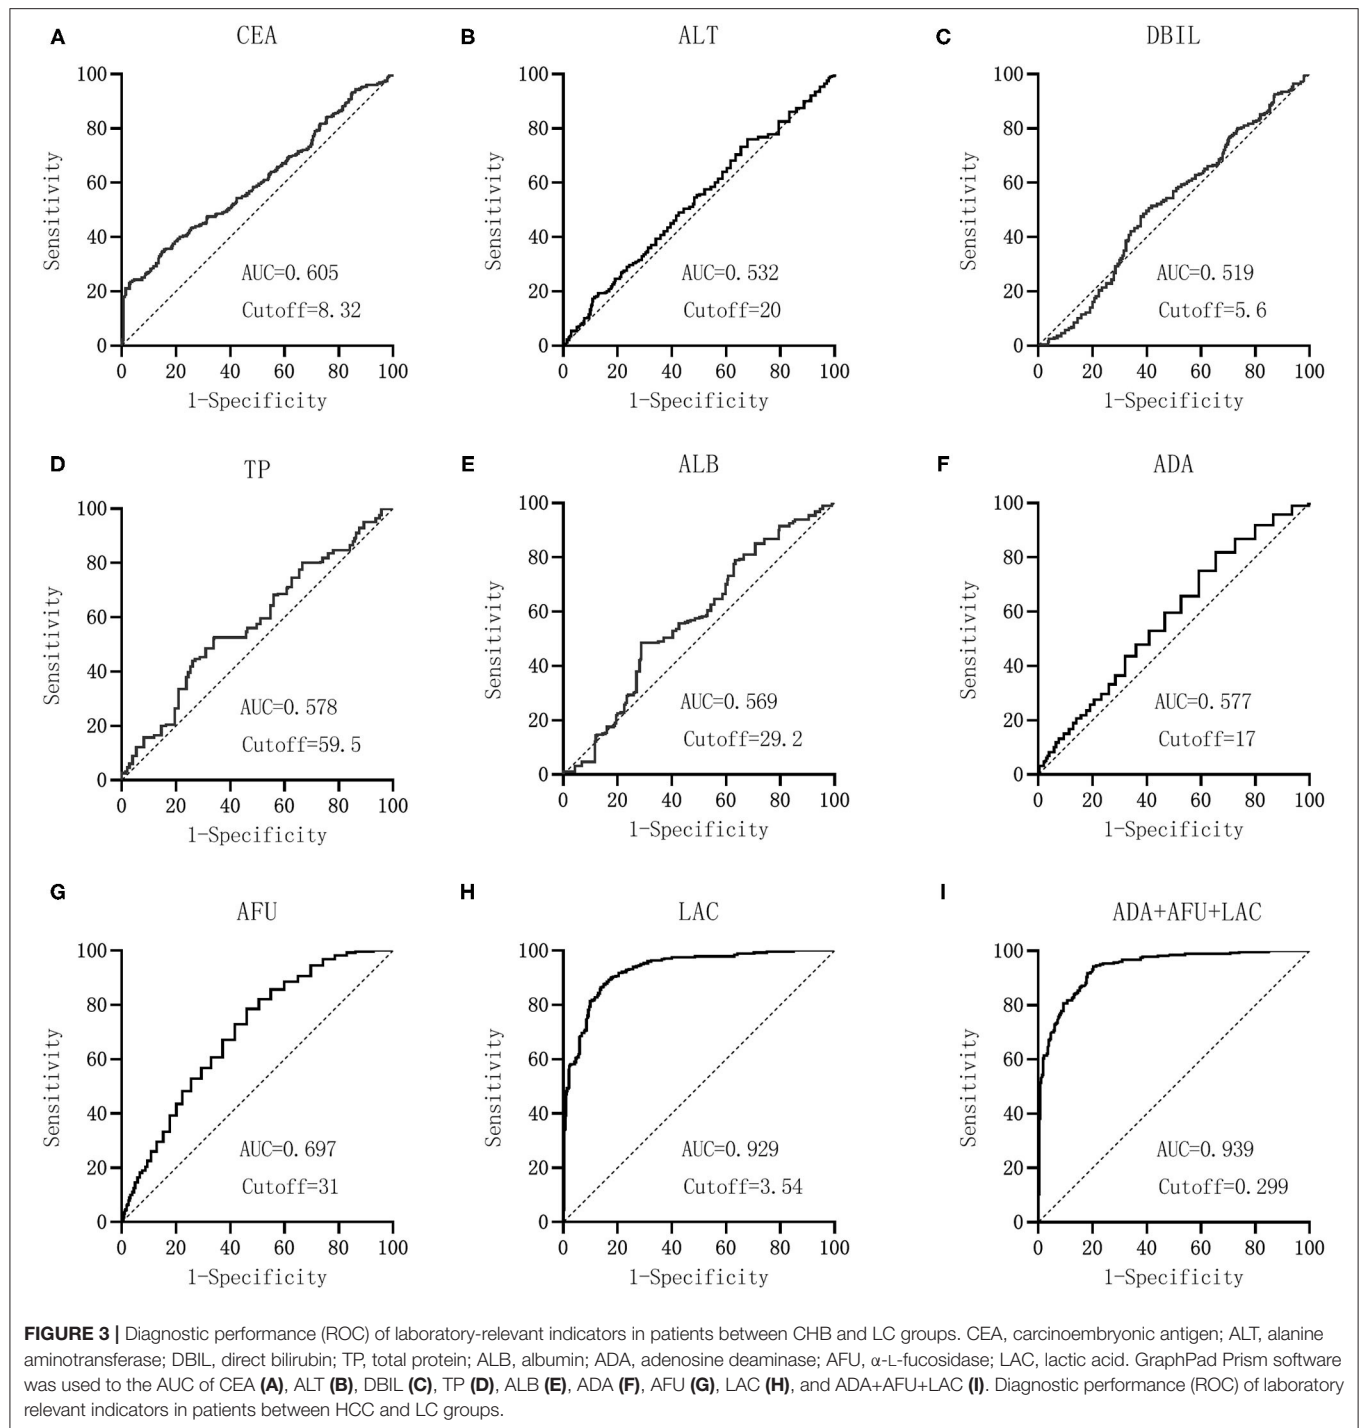 A
CEA
100
80
60
40
20
0
Sensitivity
AUC=0.605
Cutoff=8.32
0 20 40 60 80 100
1-Specificity
B
ALT
100
80
60
40
20
0
Sensitivity
AUC=0.532
Cutoff=20
0 20 40 60 80 100
1-Specificity
C
DBIL
100
80
60
40
20
0
Sensitivity
AUC=0.519
Cutoff=5.6
0 20 40 60 80 100
1-Specificity
D
TP
100
80
60
40
20
0
Sensitivity
AUC=0.578
Cutoff=59.5
0 20 40 60 80 100
1-Specificity
E
ALB
100
80
60
40
20
0
Sensitivity
AUC=0.569
Cutoff=29.2
0 20 40 60 80 100
1-Specificity
F
ADA
100
80
60
40
20
0
Sensitivity
AUC=0.577
Cutoff=17
0 20 40 60 80 100
1-Specificity
G
AFU
100
80
60
40
20
0
Sensitivity
AUC=0.697
Cutoff=31
0 20 40 60 80 100
1-Specificity
H
LAC
100
80
60
40
20
0
Sensitivity
AUC=0.929
Cutoff=3.54
0 20 40 60 80 100
1-Specificity
I
ADA+AFU+LAC
100
80
60
40
20
0
Sensitivity
AUC=0.939
Cutoff=0.299
0 20 40 60 80 100
1-Specificity
FIGURE 3 | Diagnostic performance (ROC) of laboratory-relevant indicators in patients between CHB and LC groups. CEA, carcinoembryonic antigen; ALT, alanine
aminotransferase; DBIL, direct bilirubin; TP, total protein; ALB, albumin; ADA, adenosine deaminase; AFU, α-L-fucosidase; LAC, lactic acid. GraphPad Prism software
was used to the AUC of CEA (A), ALT (B), DBIL (C), TP (D), ALB (E), ADA (F), AFU (G), LAC (H), and ADA+AFU+LAC (I). Diagnostic performance (ROC) of laboratory
relevant indicators in patients between HCC and LC groups.